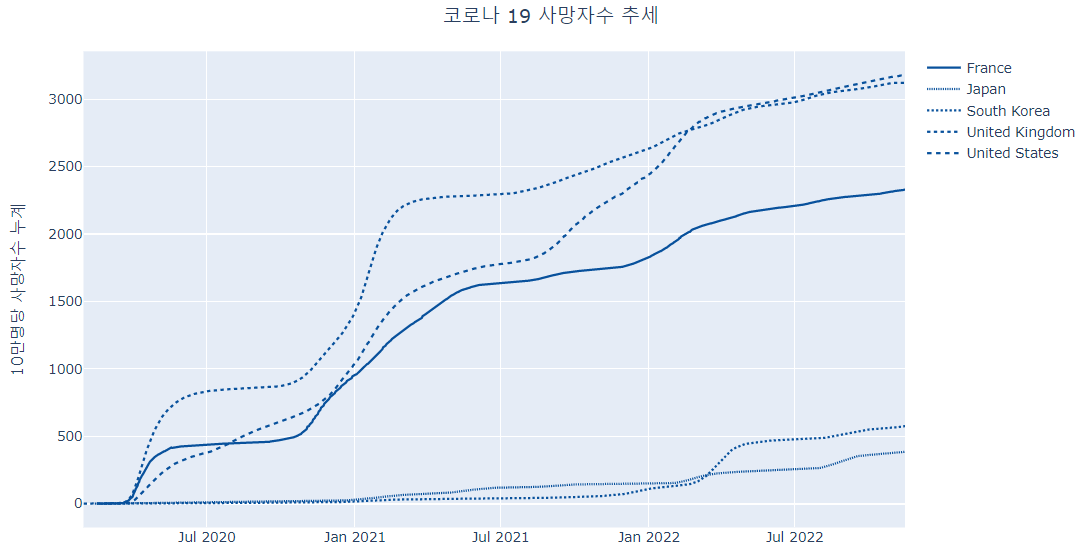 코로나 19 사망자수 추세
10만명당 사망자수 누계
3000
2500
2000
1500
1000
500
0
Jul 2020
Jan 2021
Jul 2021
Jan 2022
Jul 2022
France
Japan
South Korea
United Kingdom
United States